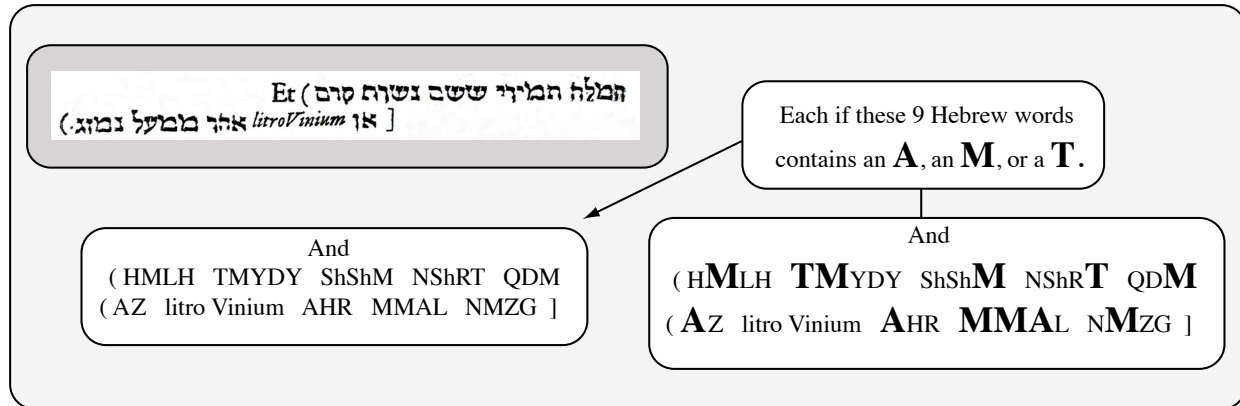 המלח תמידי ששם נשרת קדם ) Et
[ אז litroVinium אהר ממעל נמזג.)
Each if these 9 Hebrew words
contains an A, an M, or a T.
And
( HMLH TMYDY ShShM NShRT QDM
( AZ litro Vinium AHR MMAL NMZG ]
And
( HMLH TMYDY ShShM NShRT QDM
( AZ litro Vinium AHR MMAL NMZG ]